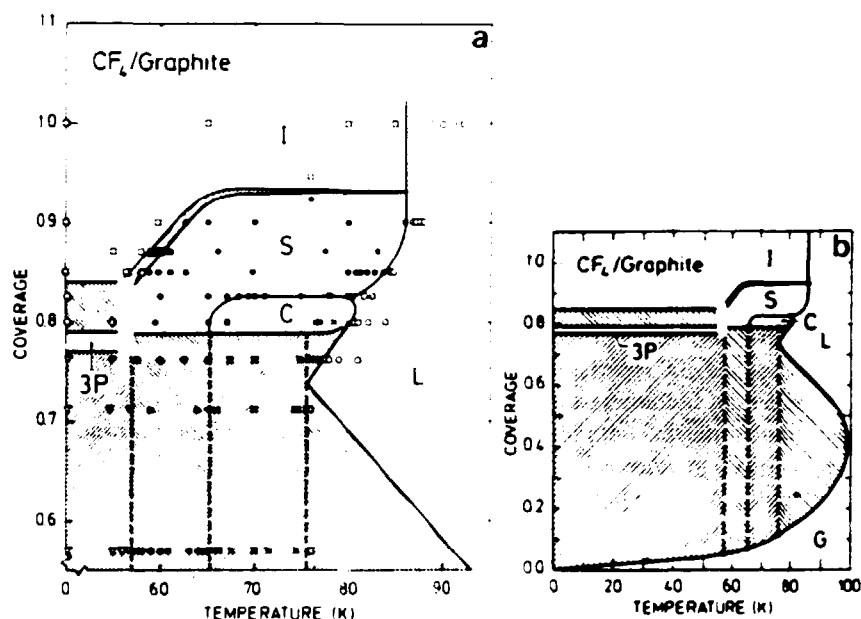 11
a
CF₄/Graphite
10
I
0.9
S
COVERAGE
0.8
C
3P
L
0.7
0.6
0
60
70
80
90
TEMPERATURE (K)
b
1.0
CF₄/Graphite
I
S
0.8
C
3P
L
0.6
COVERAGE
0.4
0.2
G
0.0
0
20
40
60
80
100
TEMPERATURE (K)